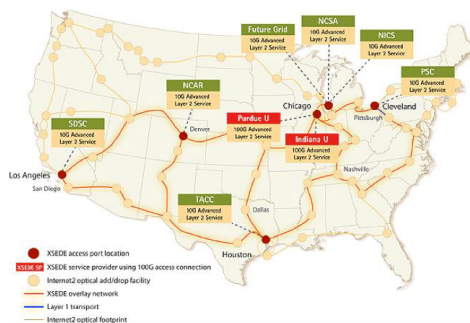 Future Grid
10G Advanced
Layer 2 Service
NCSA
10G Advanced
Layer 2 Service
NICS
10G Advanced
Layer 2 Service
PSC
10G Advanced
Layer 2 Service
NCAR
10G Advanced
Layer 2 Service
Chicago
Cleveland
Purdue U
100G Advanced
Layer 2 Service
Pittsburgh
SDSC
10G Advanced
Layer 2 Service
Denver
Indiana U
100G Advanced
Layer 2 Service
Los Angeles
San Diego
Nashville
TACC
10G Advanced
Layer 2 Service
Dallas
Houston
XSEDE access port location
XSEDE SP XSEDE service provider using 100G access connection
Internet2 optical add/drop facility
XSEDE overlay network
Layer 1 transport
Internet2 optical footprint